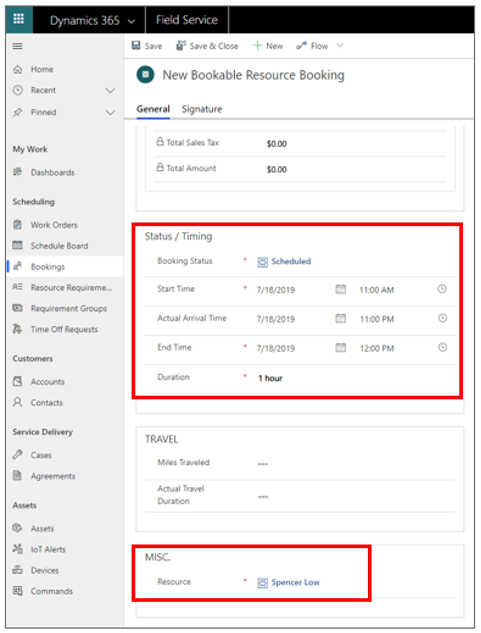 Dynamics 365 Field Service
Save Save & Close New Flow
Home
Recent
Pinned
My Work
Dashboards
Scheduling
Work Orders
Schedule Board
Bookings
Resource Requireme...
Requirement Groups
Time Off Requests
Customers
Accounts
Contacts
Service Delivery
Cases
Agreements
Assets
Assets
IoT Alerts
Devices
Commands
New Bookable Resource Booking
General Signature
Total Sales Tax $0.00
Total Amount $0.00
Status / Timing
Booking Status * Scheduled
Start Time * 7/18/2019 11:00 AM
Actual Arrival Time 7/18/2019 11:00 PM
End Time * 7/18/2019 12:00 PM
Duration * 1 hour
TRAVEL
Miles Traveled ---
Actual Travel
Duration ---
MISC.
Resource * Spencer Low